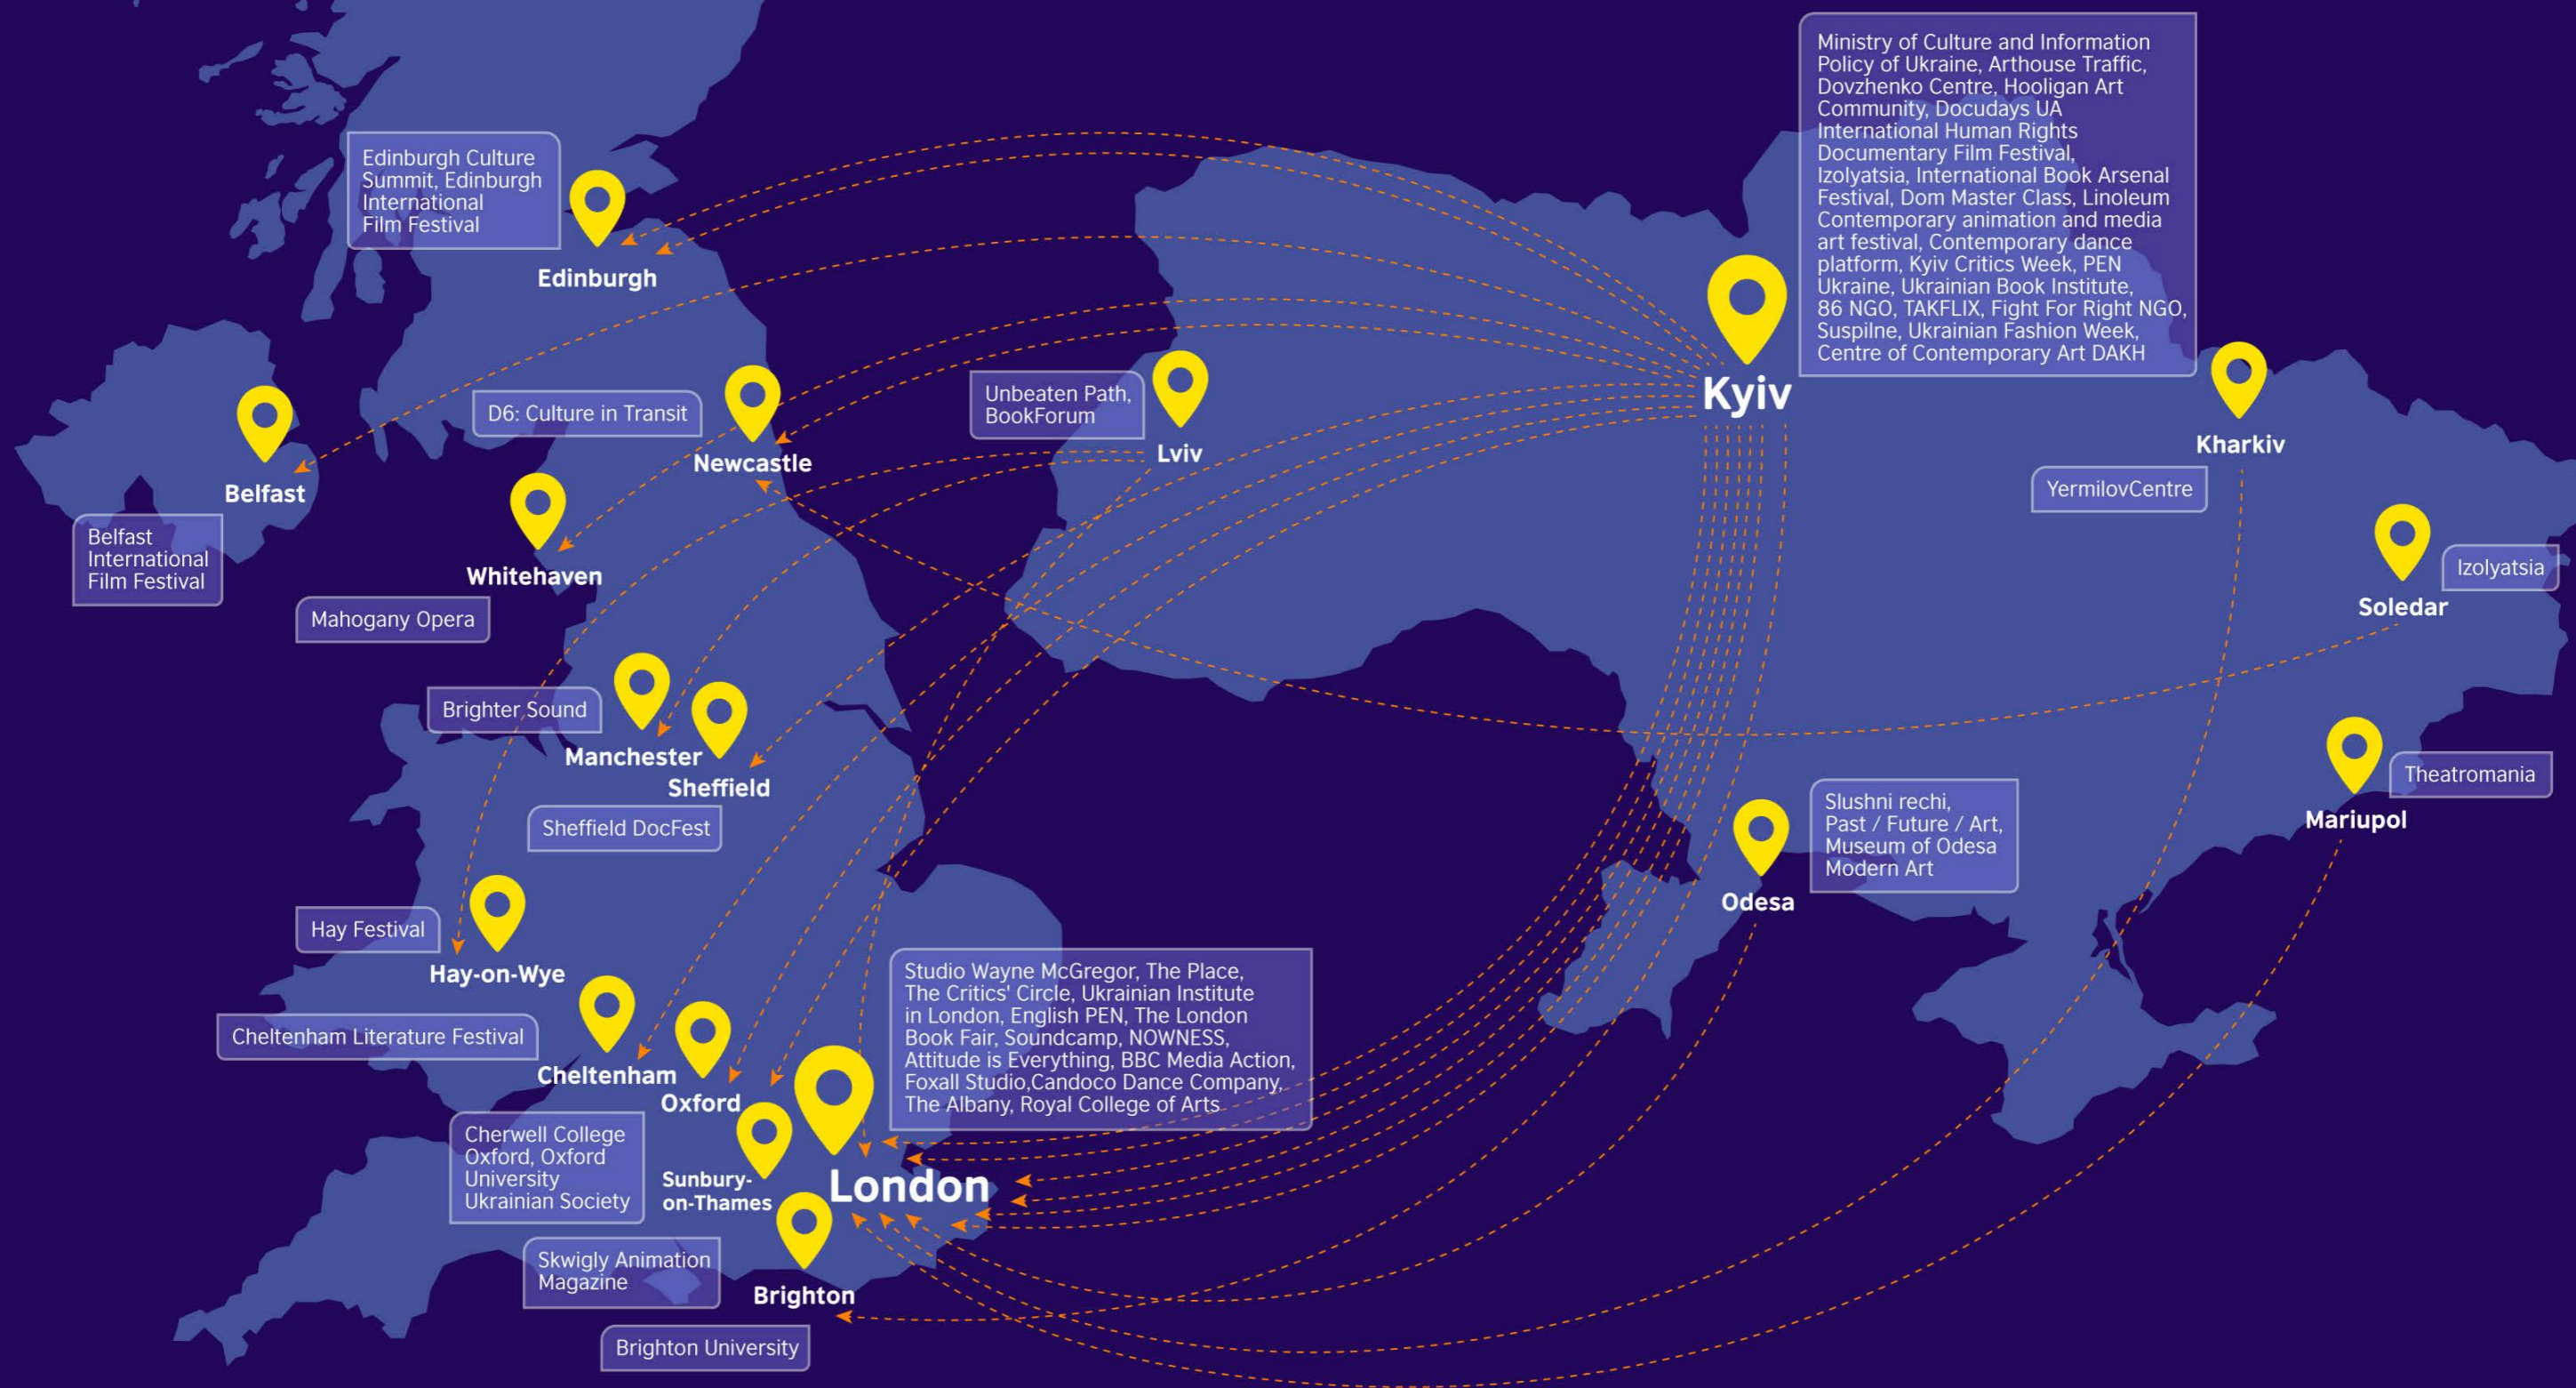 Ministry of Culture and Information
Policy of Ukraine, Arthouse Traffic,
Dovzhenko Centre, Hooligan Art
Community, Docudays UA
International Human Rights
Documentary Film Festival,
Izolyatsia, International Book Arsenal
Festival, Dom Master Class, Linoleum
Contemporary animation and media
art festival, Contemporary dance
platform, Kyiv Critics Week, PEN
Ukraine, Ukrainian Book Institute,
86 NGO, TAKFLIX, Fight For Right NGO,
Suspilne, Ukrainian Fashion Week,
Centre of Contemporary Art DAKH
Kyiv
Edinburgh Culture
Summit, Edinburgh
International
Film Festival
Edinburgh
D6: Culture in Transit
Newcastle
Unbeaten Path,
BookForum
Lviv
Kharkiv
YermilovCentre
Belfast
Belfast
International
Film Festival
Whitehaven
Mahogany Opera
Izolyatsia
Soledar
Brighter Sound
Manchester
Sheffield
Sheffield DocFest
Theatromania
Mariupol
Slushni rechi,
Past / Future / Art,
Museum of Odesa
Modern Art
Odesa
Hay Festival
Hay-on-Wye
Cheltenham Literature Festival
Cheltenham
Oxford
Cherwell College
Oxford, Oxford
University
Ukrainian Society
Studio Wayne McGregor, The Place,
The Critics' Circle, Ukrainian Institute
in London, English PEN, The London
Book Fair, Soundcamp, NOWNESS,
Attitude is Everything, BBC Media Action,
Foxall Studio,Candoco Dance Company,
The Albany, Royal College of Arts
London
Sunbury-
on-Thames
Skwigly Animation
Magazine
Brighton
Brighton University